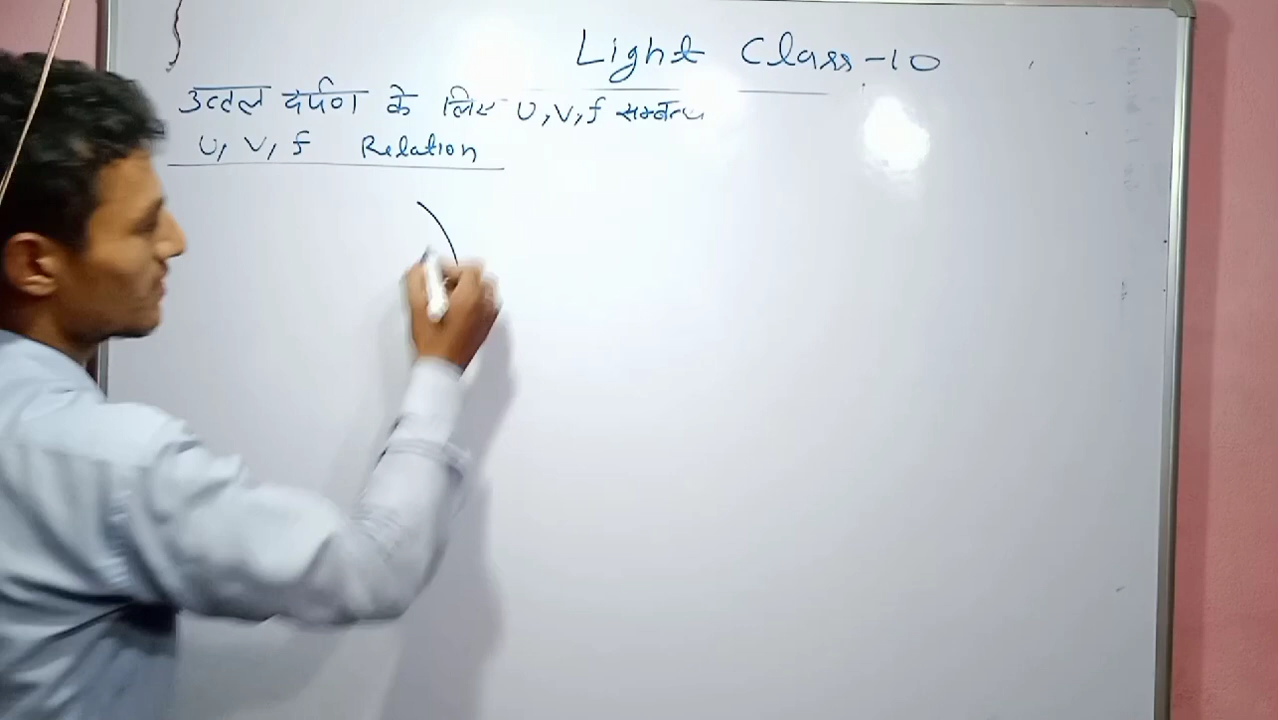 Light Class-10
उत्तल दर्पण के लिए U,V,f सम्बन्ध
U, V, f Relation